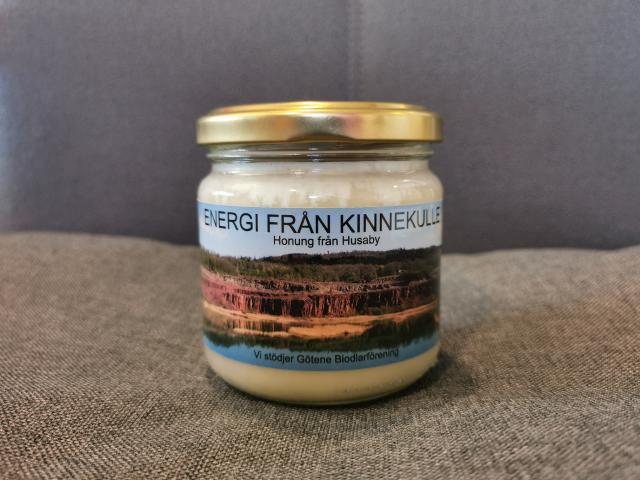 ENERGI FRÅN KINNEKULLE
Honung från Husaby
Vi stödjer Götene Biodlarförening